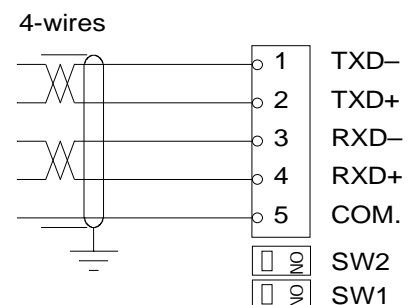 4-wires
1 TXD–
2 TXD+
3 RXD–
4 RXD+
5 COM.
ON SW2
ON SW1